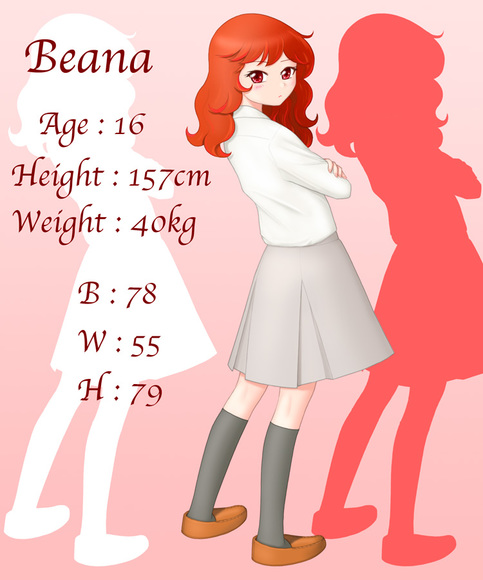 Beana
Age : 16
Height : 157cm
Weight : 40kg
B : 78
W : 55
H : 79